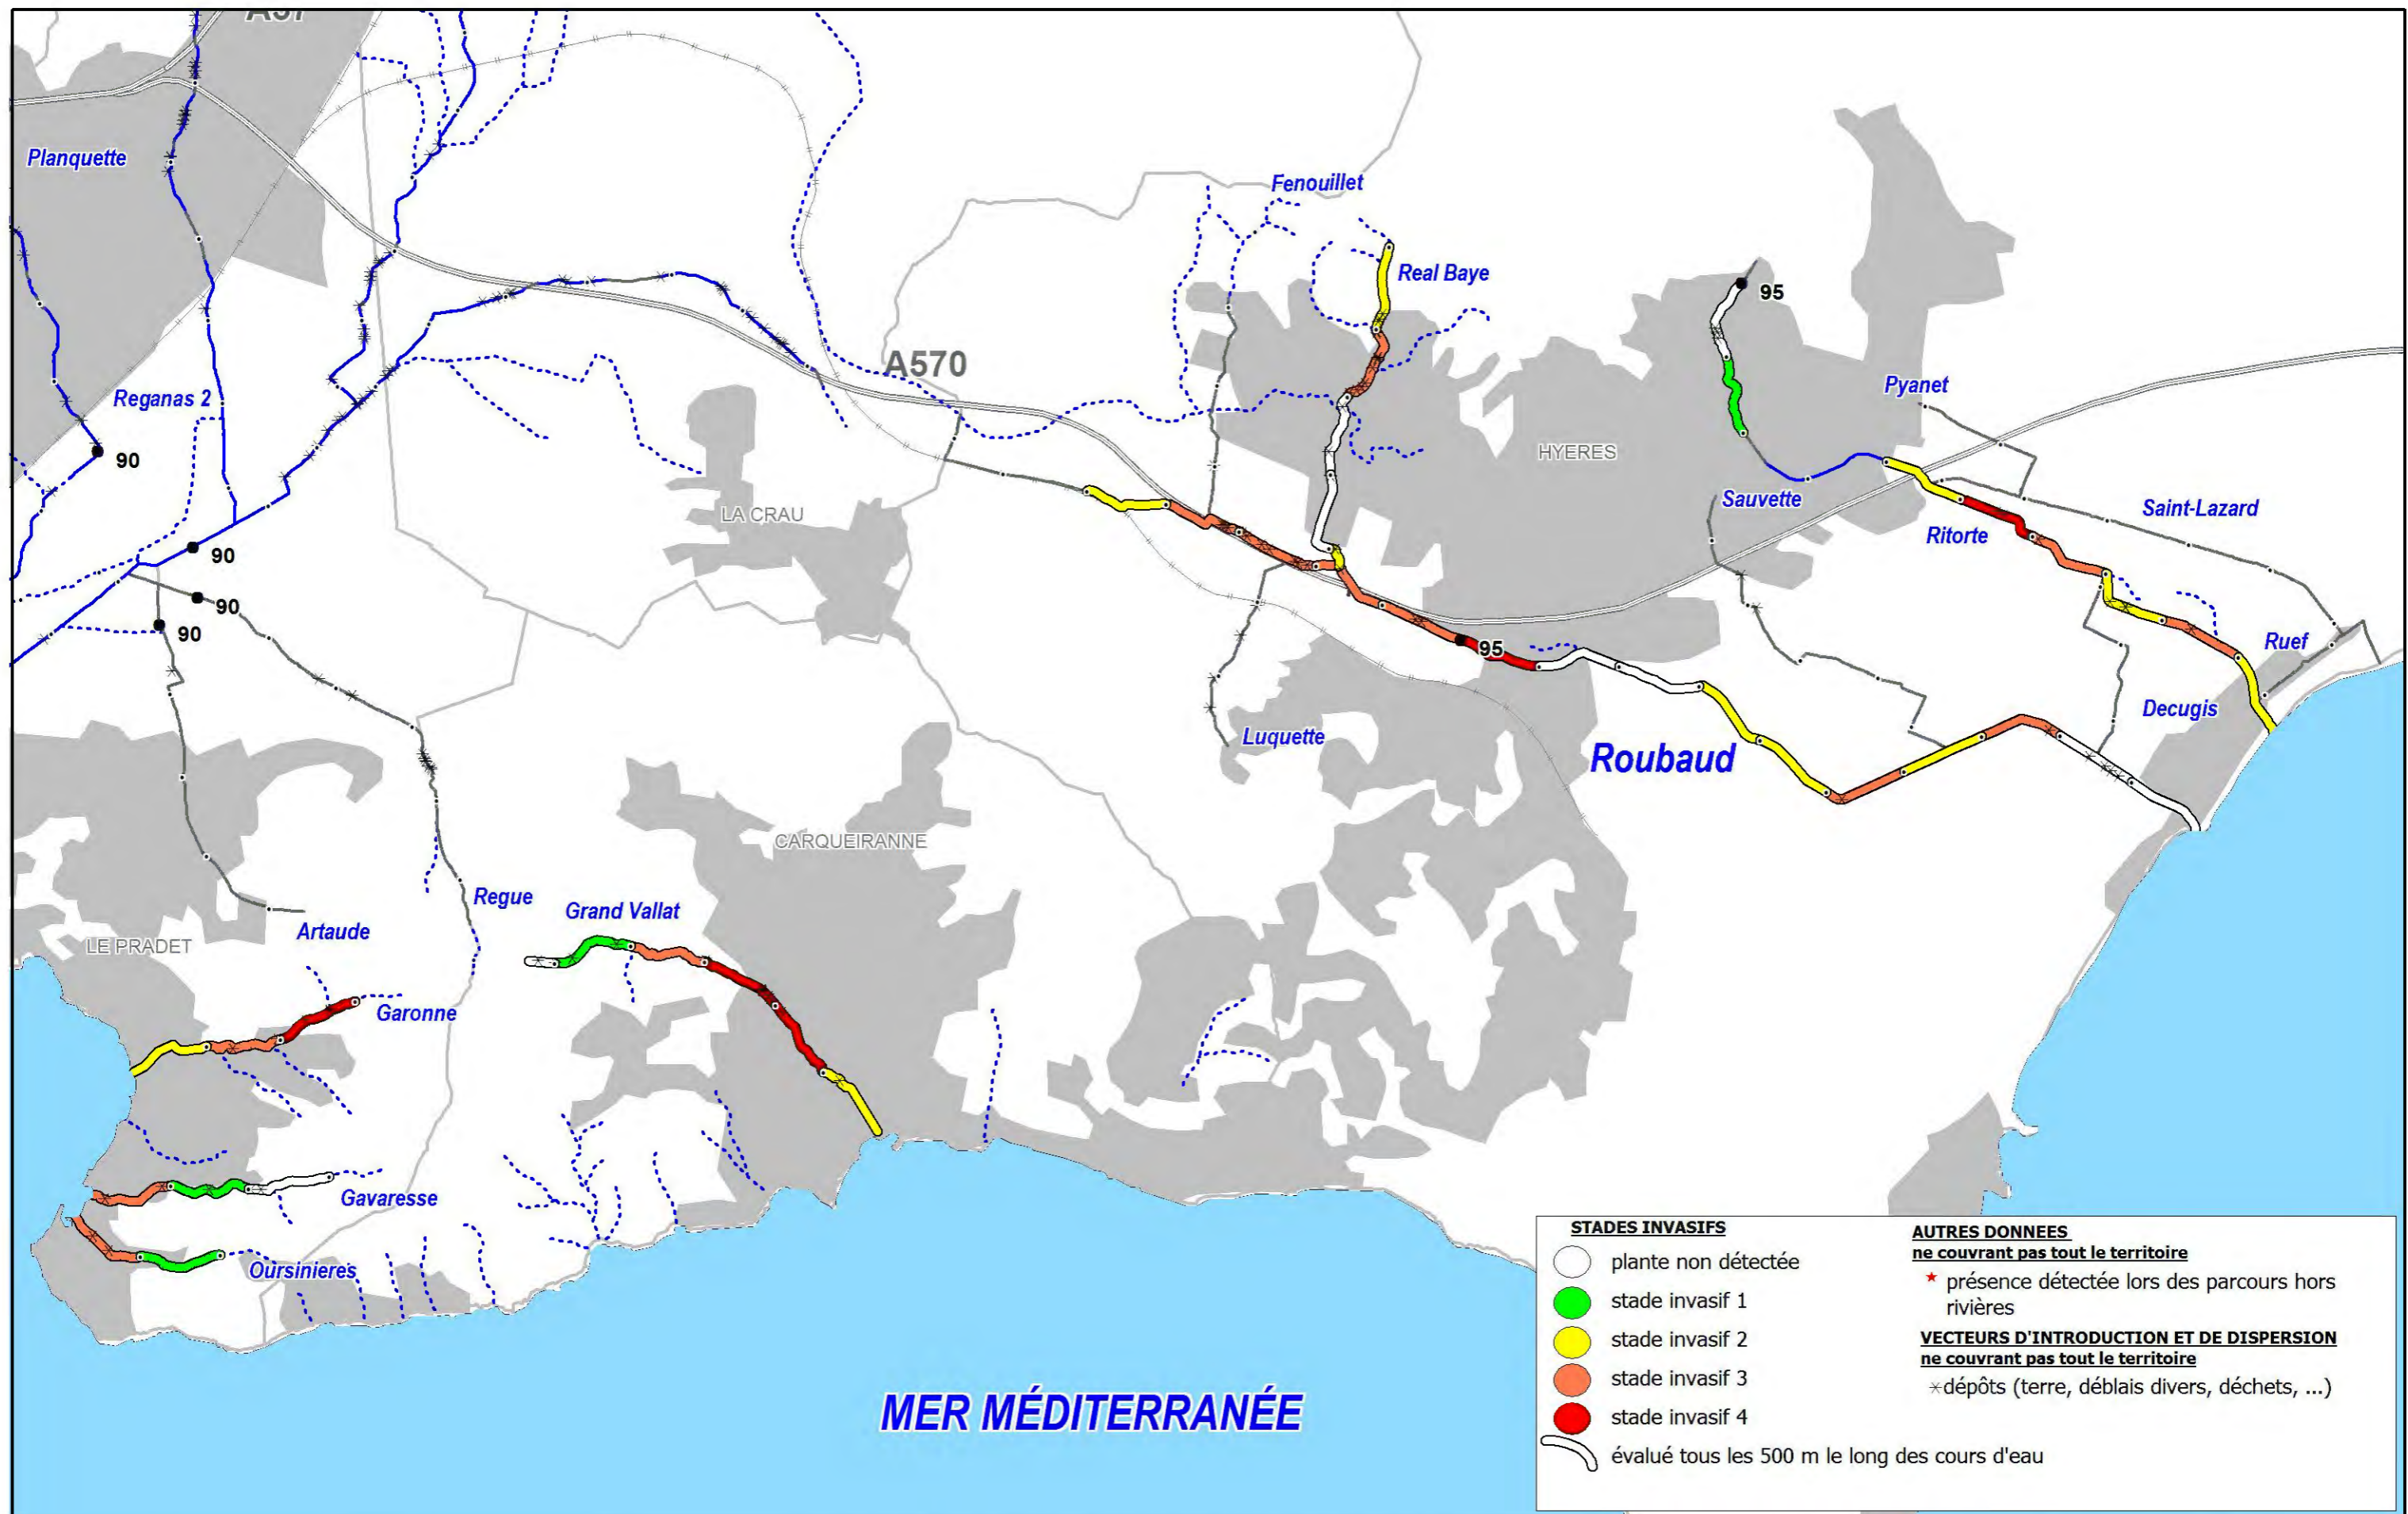 Planquette
Fenouillet
Real Baye
95
A570
Pyanet
Reganas 2
HYERES
90
Sauvette
LA CRAU
Saint-Lazard
Ritorte
90
90
90
95
Ruef
Decugis
Luquette
Roubaud
CARQUEIRANNE
Regue
Grand Vallat
Artaude
LE PRADET
Garonne
Gavaresse
Oursinieres
MER MÉDITERRANÉE
STADES INVASIFS
plante non détectée
stade invasif 1
stade invasif 2
stade invasif 3
stade invasif 4
évalué tous les 500 m le long des cours d'eau
AUTRES DONNEES
ne couvrant pas tout le territoire
présence détectée lors des parcours hors
rivières
VECTEURS D'INTRODUCTION ET DE DISPERSION
ne couvrant pas tout le territoire
dépôts (terre, déblais divers, déchets, ...)